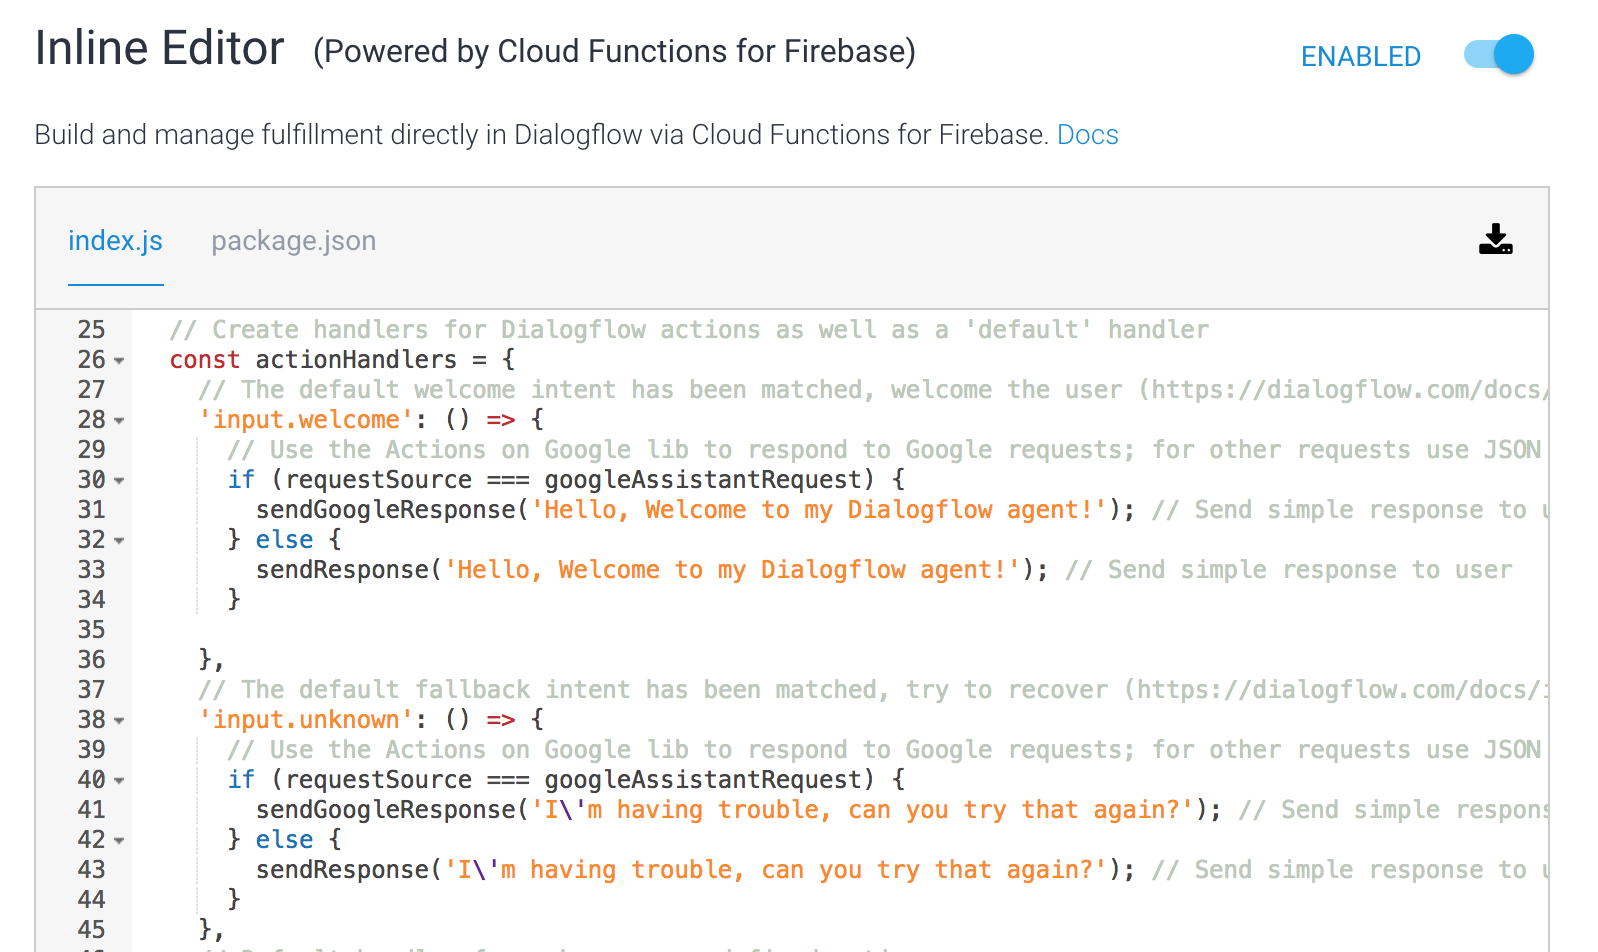 Inline Editor (Powered by Cloud Functions for Firebase)
ENABLED
Build and manage fulfillment directly in Dialogflow via Cloud Functions for Firebase. Docs
index.js package.json
25 // Create handlers for Dialogflow actions as well as a 'default' handler
26 const actionHandlers = {
27 // The default welcome intent has been matched, welcome the user (https://dialogflow.com/docs/
28 'input.welcome': () => {
29 // Use the Actions on Google lib to respond to Google requests; for other requests use JSON
30 if (requestSource === googleAssistantRequest) {
31 sendGoogleResponse('Hello, Welcome to my Dialogflow agent!'); // Send simple response to
32 } else {
33 sendResponse('Hello, Welcome to my Dialogflow agent!'); // Send simple response to user
34 }
35
36 },
37 // The default fallback intent has been matched, try to recover (https://dialogflow.com/docs/
38 'input.unknown': () => {
39 // Use the Actions on Google lib to respond to Google requests; for other requests use JSON
40 if (requestSource === googleAssistantRequest) {
41 sendGoogleResponse('I\'m having trouble, can you try that again?'); // Send simple respons
42 } else {
43 sendResponse('I\'m having trouble, can you try that again?'); // Send simple response to
44 }
45 },